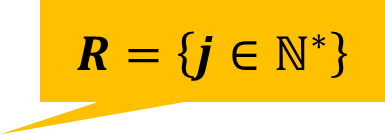 R = {j ∈ ℕ*}